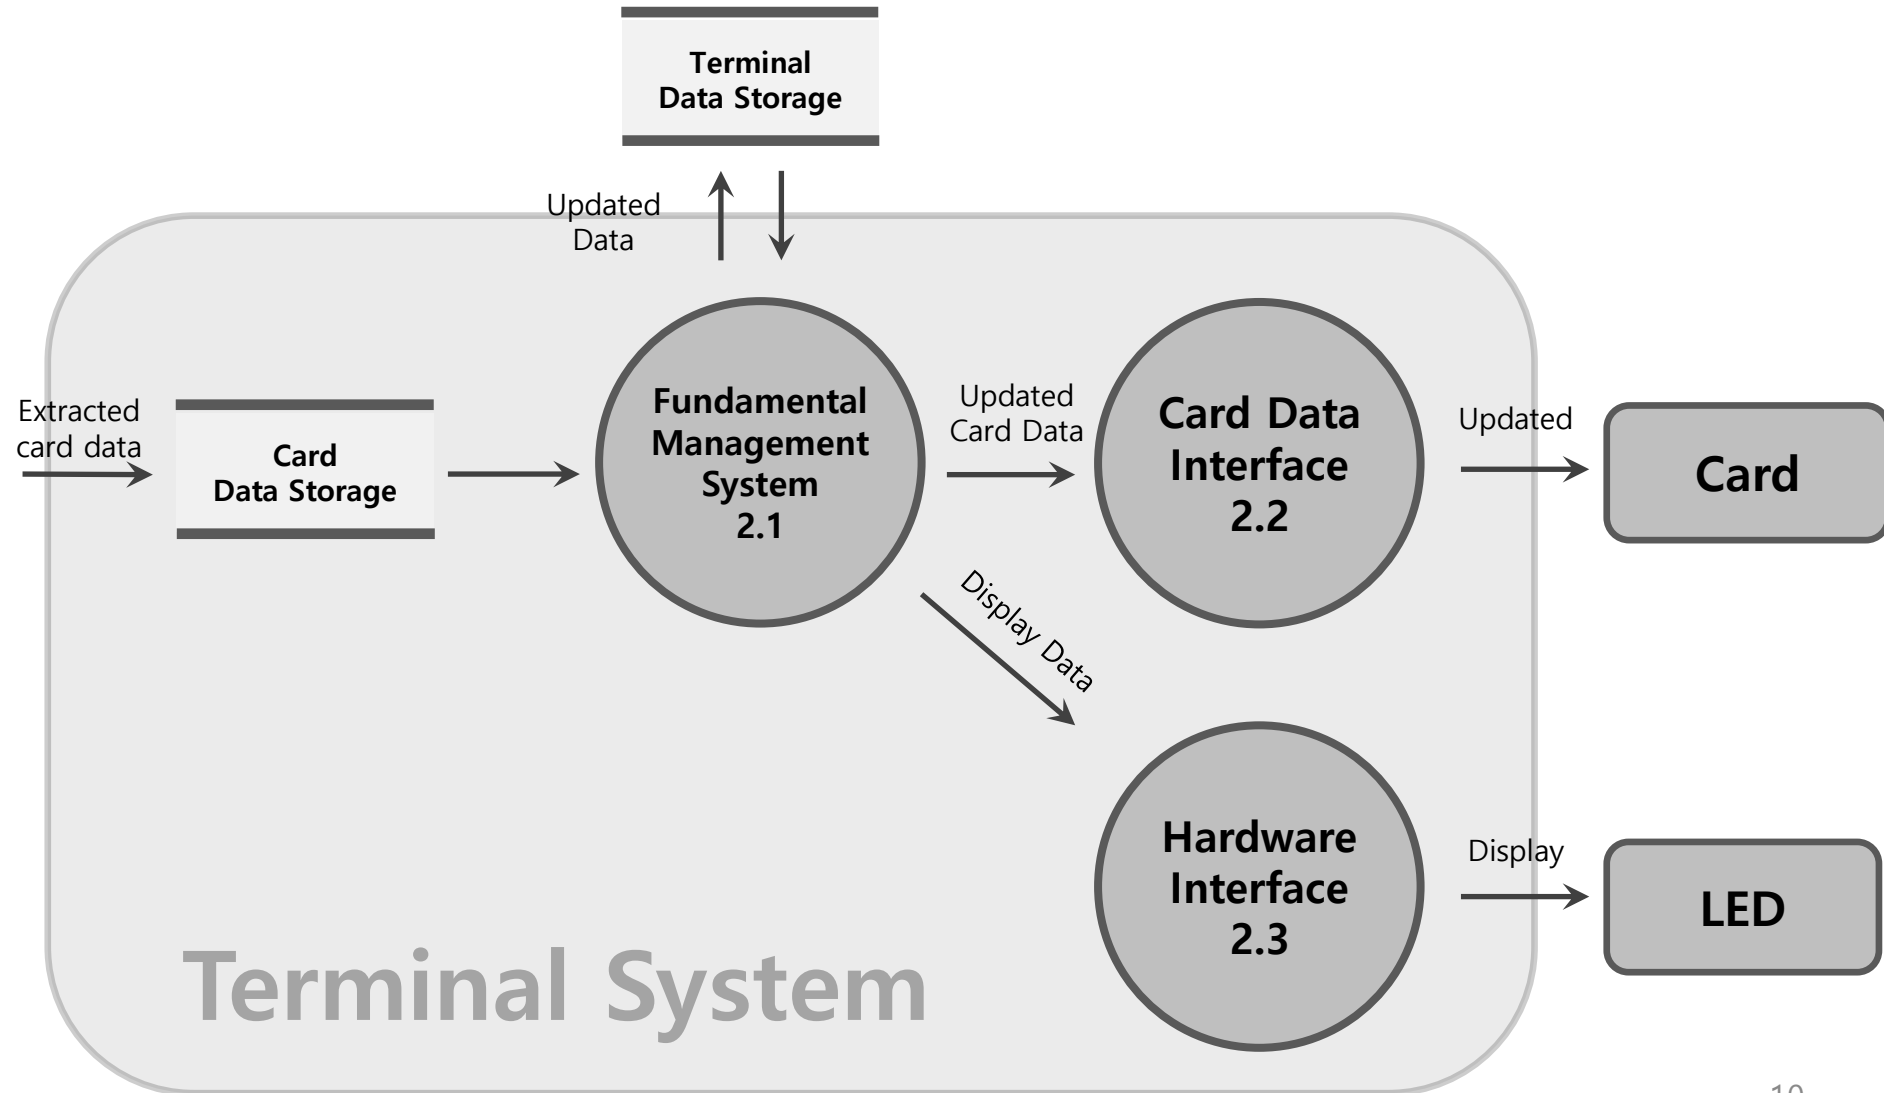 Terminal
Data Storage
Updated
Data
Extracted
card data
Card
Data Storage
Fundamental
Management
System
2.1
Updated
Card Data
Card Data
Interface
2.2
Updated
Card
Display Data
Hardware
Interface
2.3
Display
LED
Terminal System